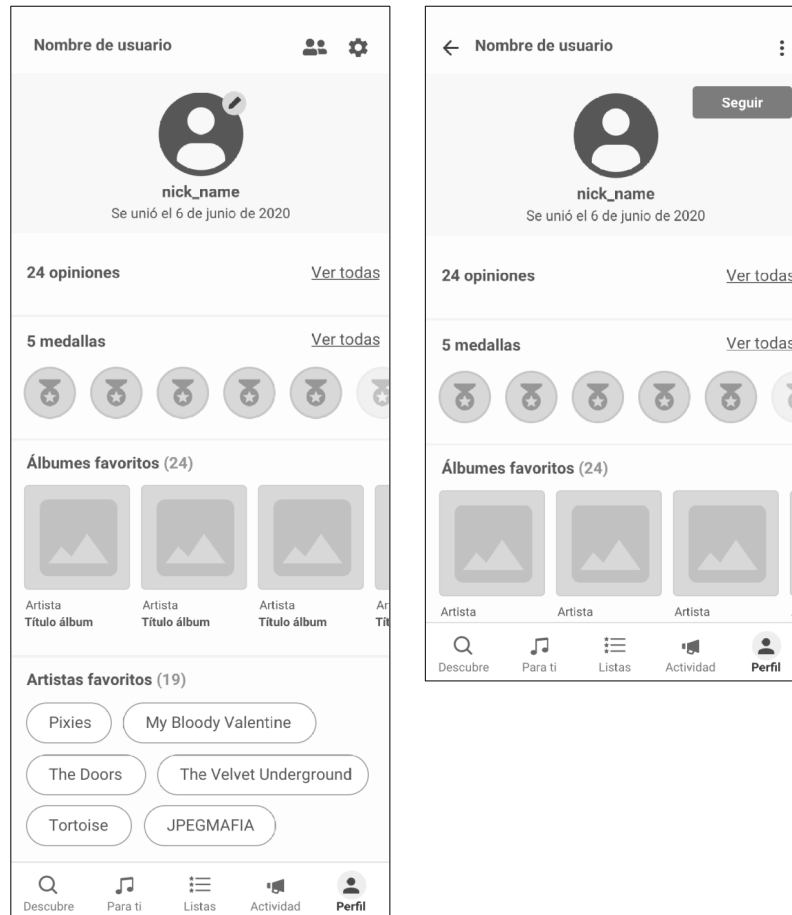 Nombre de usuario
nick_name
Se unió el 6 de junio de 2020
24 opiniones Ver todas
5 medallas Ver todas
Álbumes favoritos (24)
Artista Artista Artista Ar
Título álbum Título álbum Título álbum Tít
Artistas favoritos (19)
Pixies My Bloody Valentine
The Doors The Velvet Underground
Tortoise JPEGMAFIA
Descubre Para ti Listas Actividad Perfil
Nombre de usuario
Seguir
nick_name
Se unió el 6 de junio de 2020
24 opiniones Ver todas
5 medallas Ver todas
Álbumes favoritos (24)
Artista Artista Artista
Descubre Para ti Listas Actividad Perfil